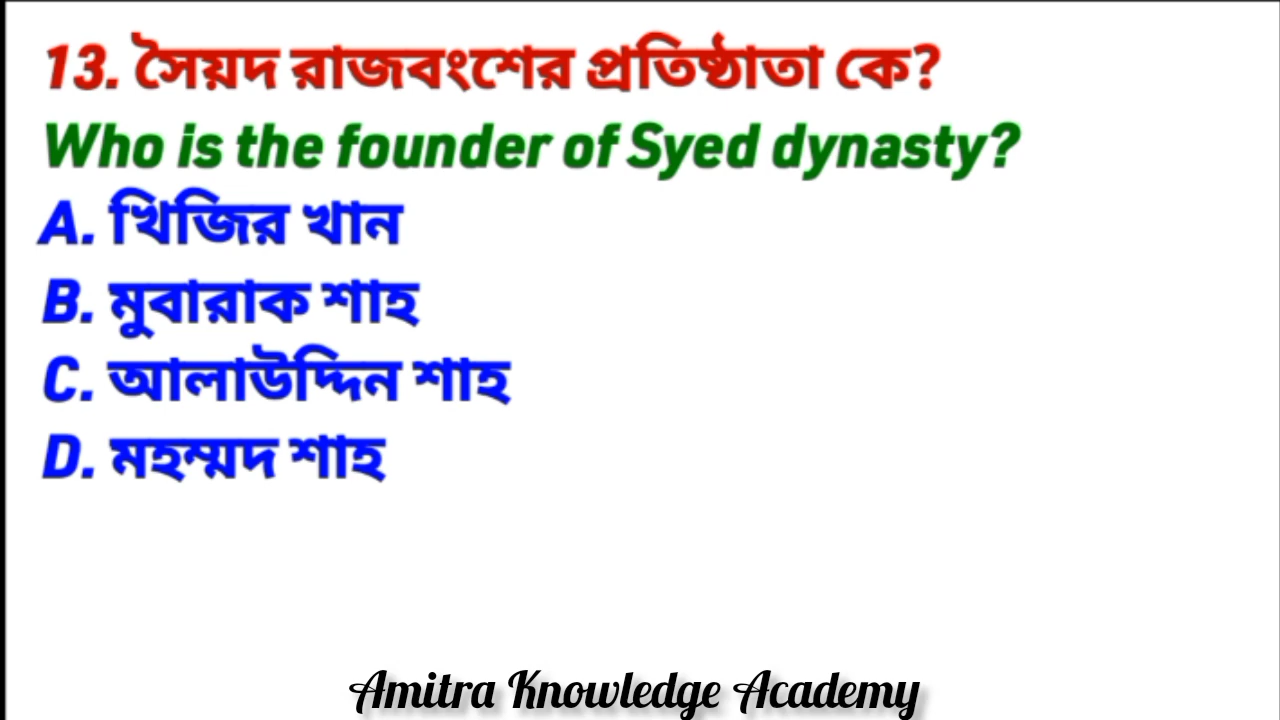 13. সৈয়দ রাজবংশের প্রতিষ্ঠাতা কে?
Who is the founder of Syed dynasty?
A. খিজির খান
B. মুবারাক শাহ
C. আলাউদ্দিন শাহ
D. মহম্মদ শাহ
Amitra Knowledge Academy